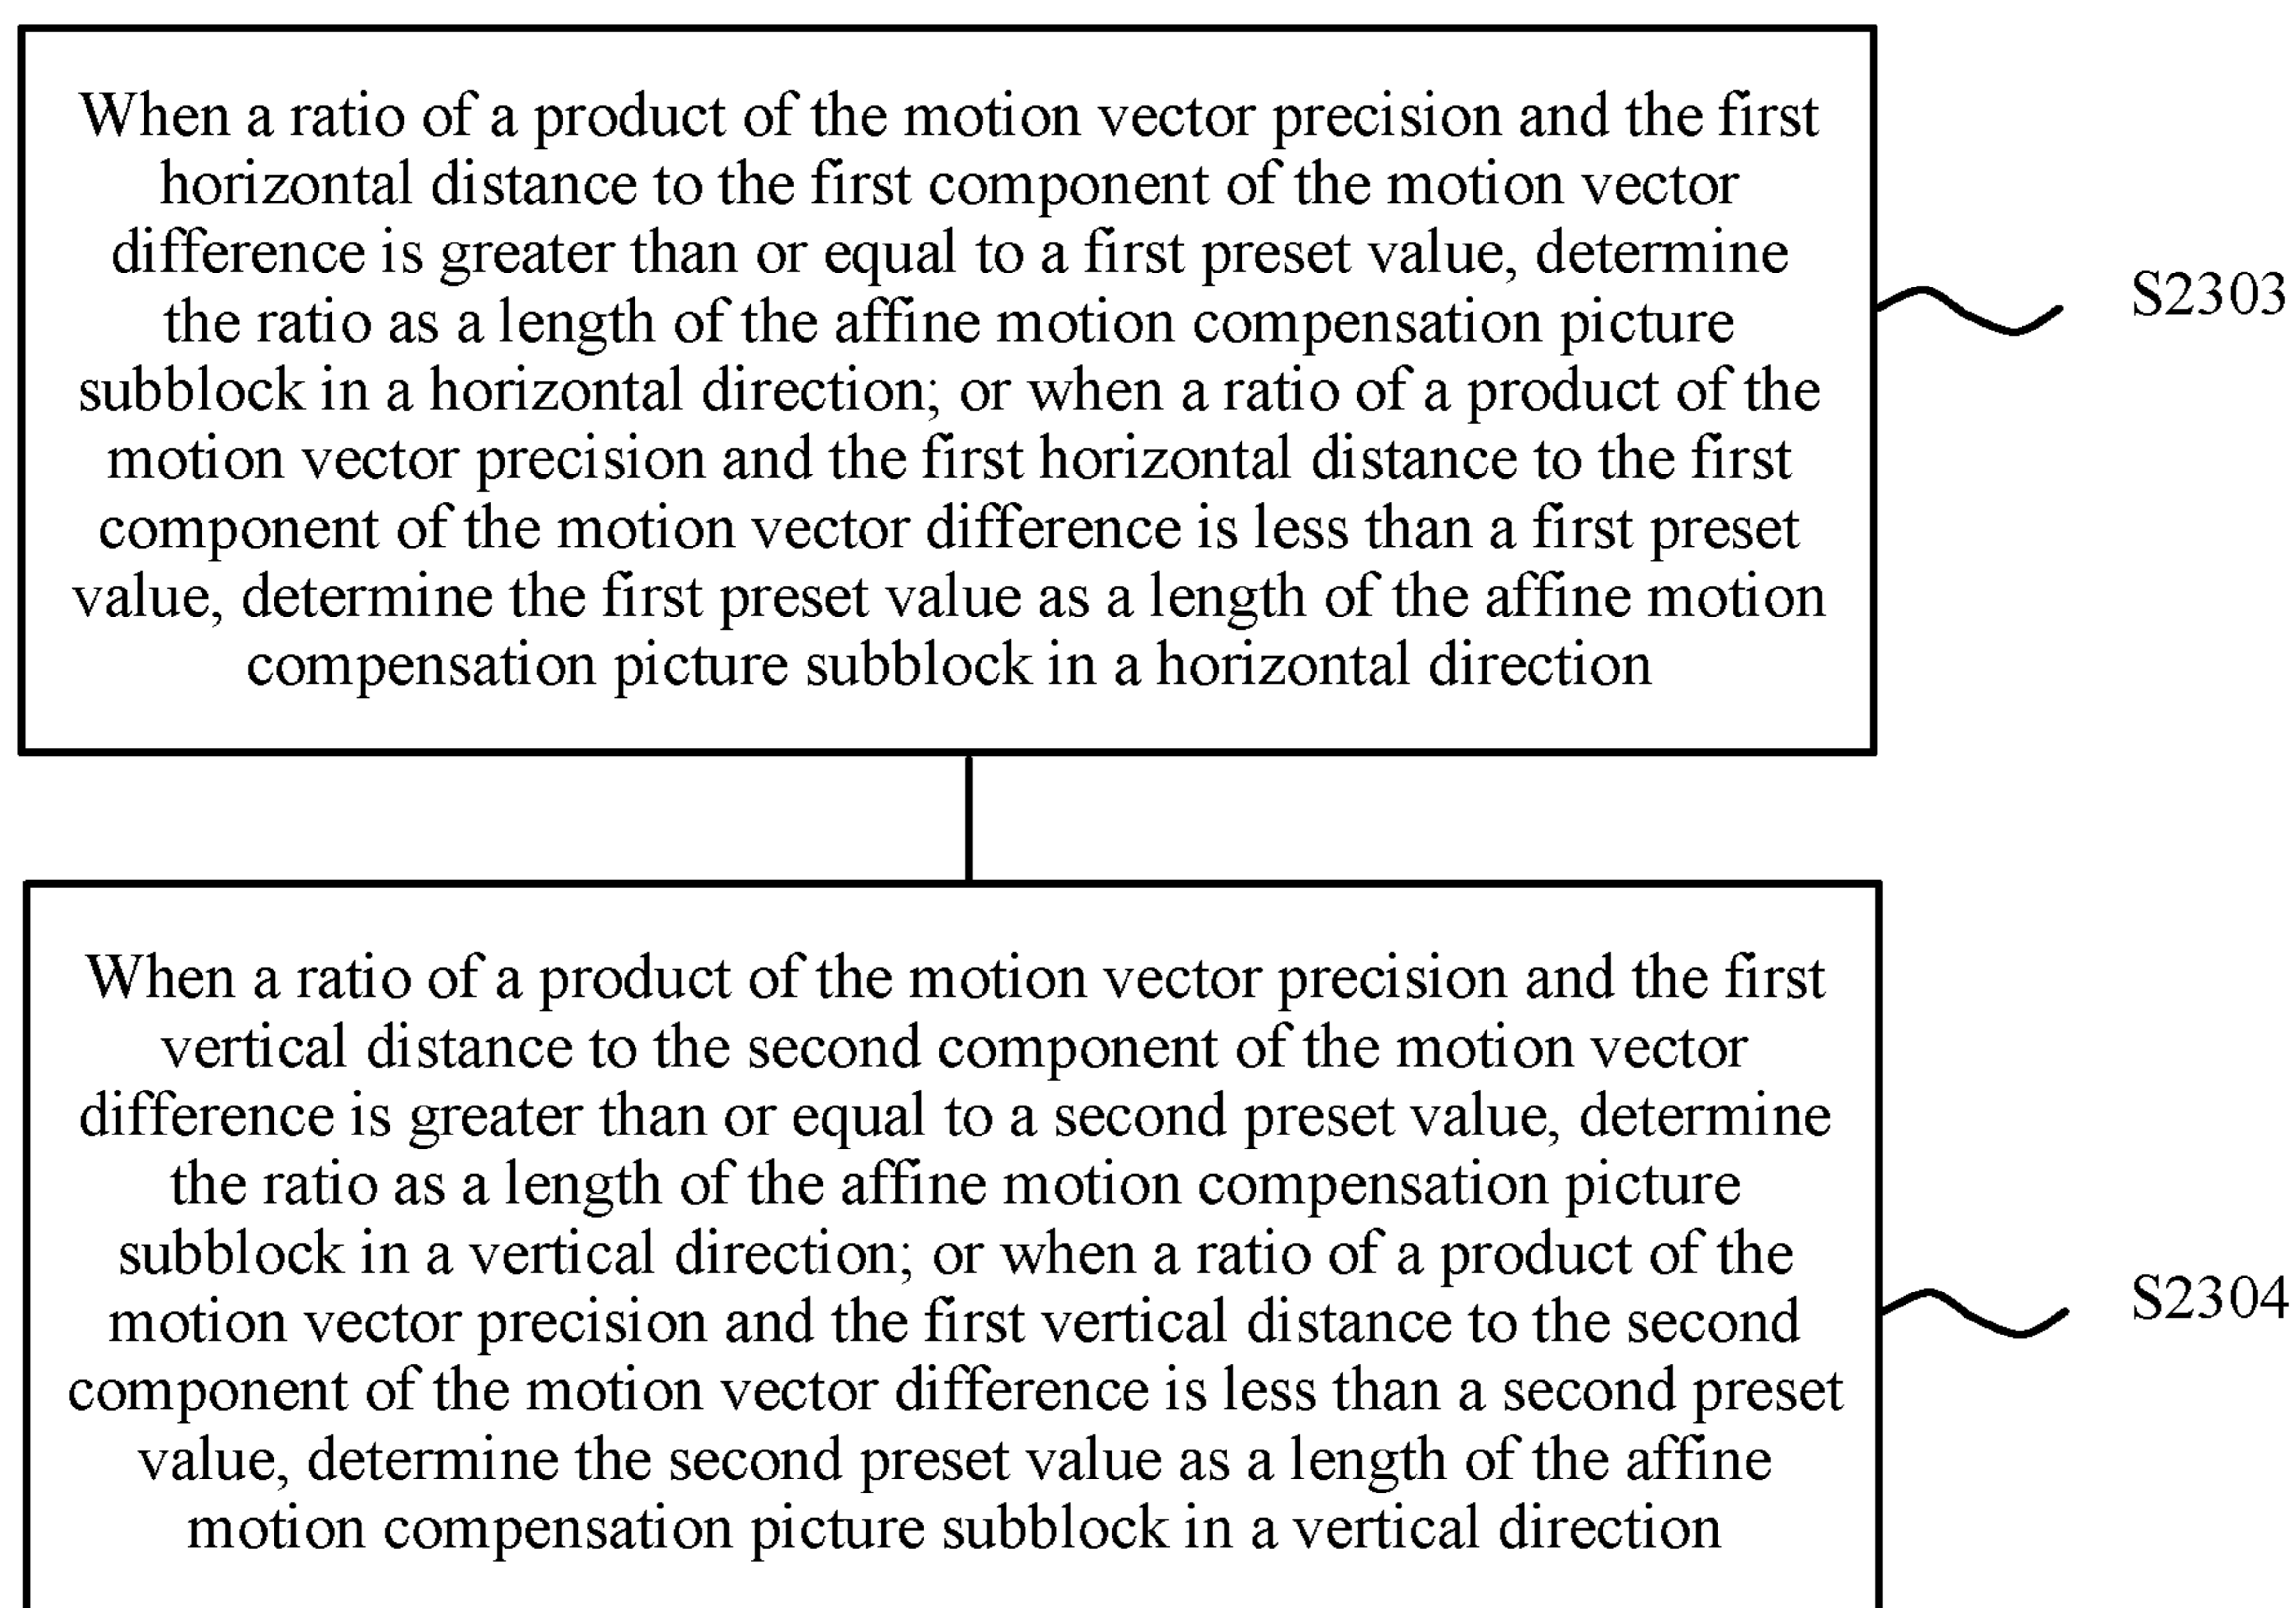 When a ratio of a product of the motion vector precision and the first
horizontal distance to the first component of the motion vector
difference is greater than or equal to a first preset value, determine
the ratio as a length of the affine motion compensation picture
subblock in a horizontal direction; or when a ratio of a product of the
motion vector precision and the first horizontal distance to the first
component of the motion vector difference is less than a first preset
value, determine the first preset value as a length of the affine motion
compensation picture subblock in a horizontal direction
S2303
When a ratio of a product of the motion vector precision and the first
vertical distance to the second component of the motion vector
difference is greater than or equal to a second preset value, determine
the ratio as a length of the affine motion compensation picture
subblock in a vertical direction; or when a ratio of a product of the
motion vector precision and the first vertical distance to the second
component of the motion vector difference is less than a second preset
value, determine the second preset value as a length of the affine
motion compensation picture subblock in a vertical direction
S2304